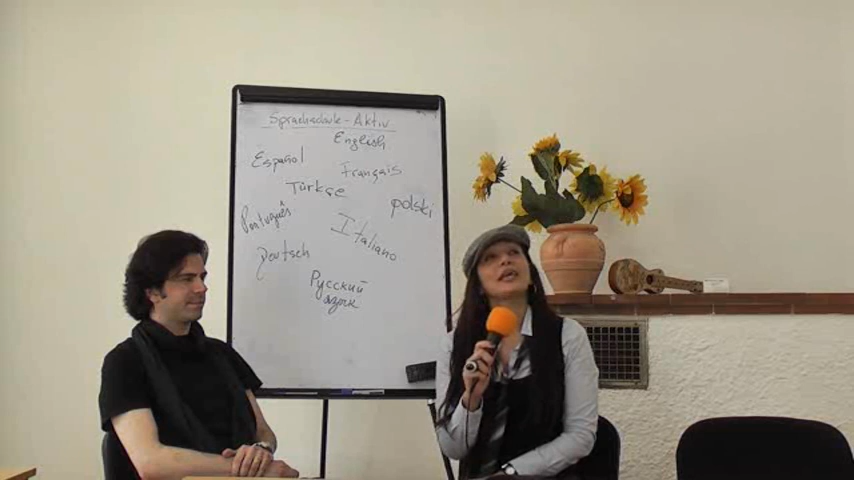 Sprachschule-Aktiv
English
Español
Français
Türkçe
polski
Português
Italiano
Deutsch
Русский
язык